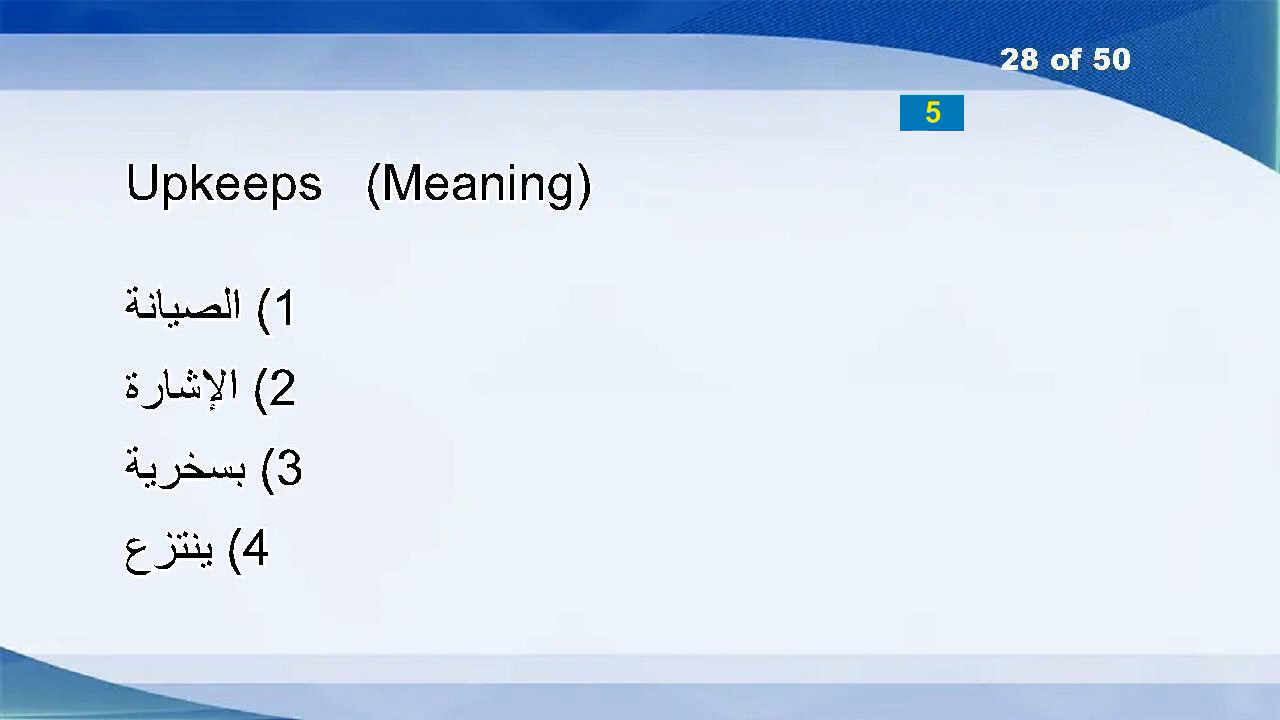 28 of 50
5
Upkeeps (Meaning)
1) الصيانة
2) الإشارة
3) بسخرية
4) ينتزع